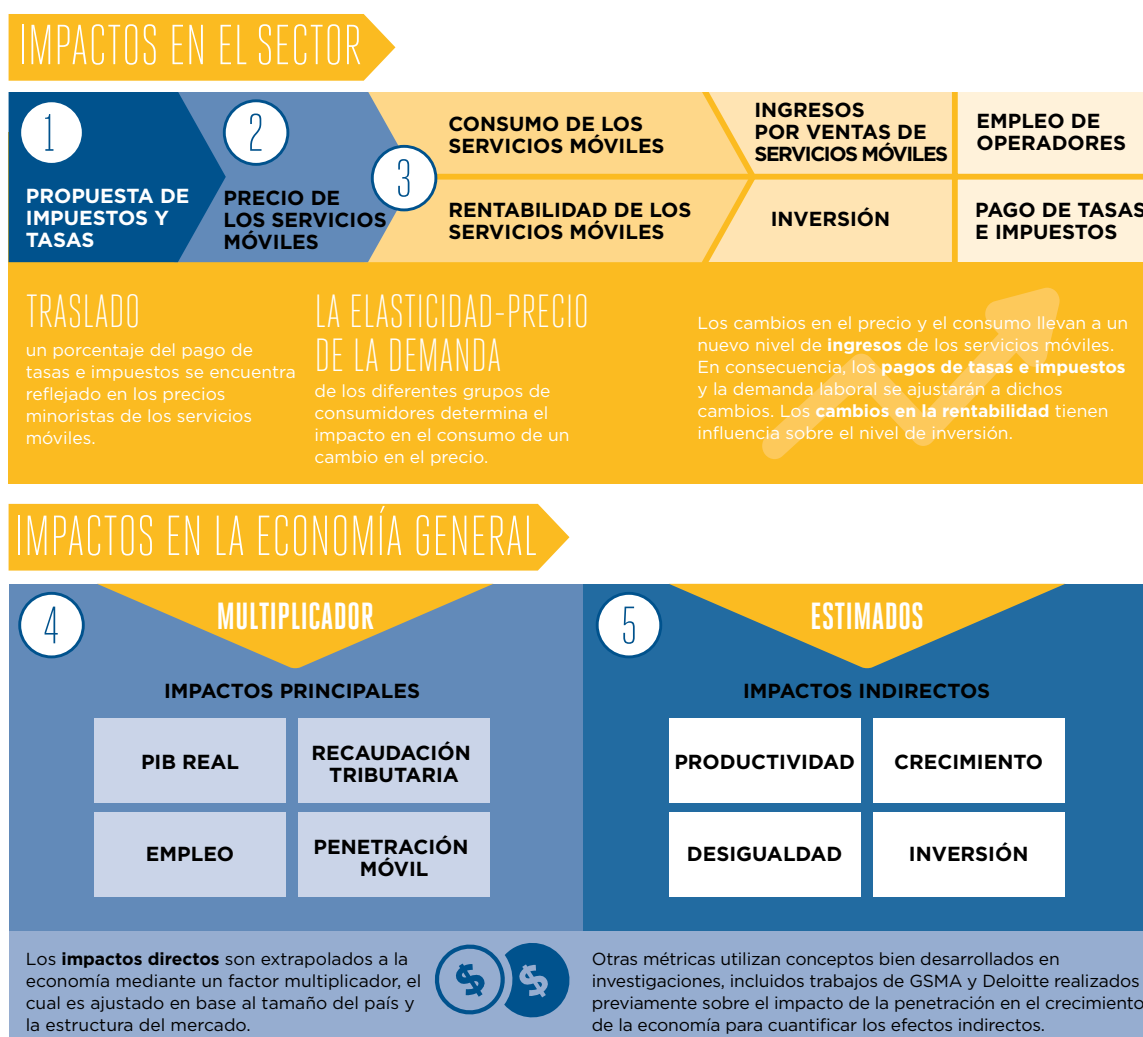 IMPACTOS EN EL SECTOR
1
PROPUESTA DE
IMPUESTOS Y
TASAS
2
PRECIO DE
LOS SERVICIOS
MÓVILES
3
CONSUMO DE LOS
SERVICIOS MÓVILES
RENTABILIDAD DE LOS
SERVICIOS MÓVILES
INGRESOS
POR VENTAS DE
SERVICIOS MÓVILES
INVERSIÓN
EMPLEO DE
OPERADORES
PAGO DE TASAS
E IMPUESTOS
TRASLADO
un porcentaje del pago de
tasas e impuestos se encuentra
reflejado en los precios
minoristas de los servicios
móviles.
LA ELASTICIDAD-PRECIO
DE LA DEMANDA
de los diferentes grupos de
consumidores determina el
impacto en el consumo de un
cambio en el precio.
Los cambios en el precio y el consumo llevan a un
nuevo nivel de ingresos de los servicios móviles.
En consecuencia, los pagos de tasas e impuestos
y la demanda laboral se ajustarán a dichos
cambios. Los cambios en la rentabilidad tienen
influencia sobre el nivel de inversión.
IMPACTOS EN LA ECONOMÍA GENERAL
4
MULTIPLICADOR
IMPACTOS PRINCIPALES
PIB REAL
RECAUDACIÓN
TRIBUTARIA
EMPLEO
PENETRACIÓN
MÓVIL
Los impactos directos son extrapolados a la
economía mediante un factor multiplicador, el
cual es ajustado en base al tamaño del país y
la estructura del mercado.
$ $
5
ESTIMADOS
IMPACTOS INDIRECTOS
PRODUCTIVIDAD
CRECIMIENTO
DESIGUALDAD
INVERSIÓN
Otras métricas utilizan conceptos bien desarrollados en
investigaciones, incluidos trabajos de GSMA y Deloitte realizados
previamente sobre el impacto de la penetración en el crecimiento
de la economía para cuantificar los efectos indirectos.